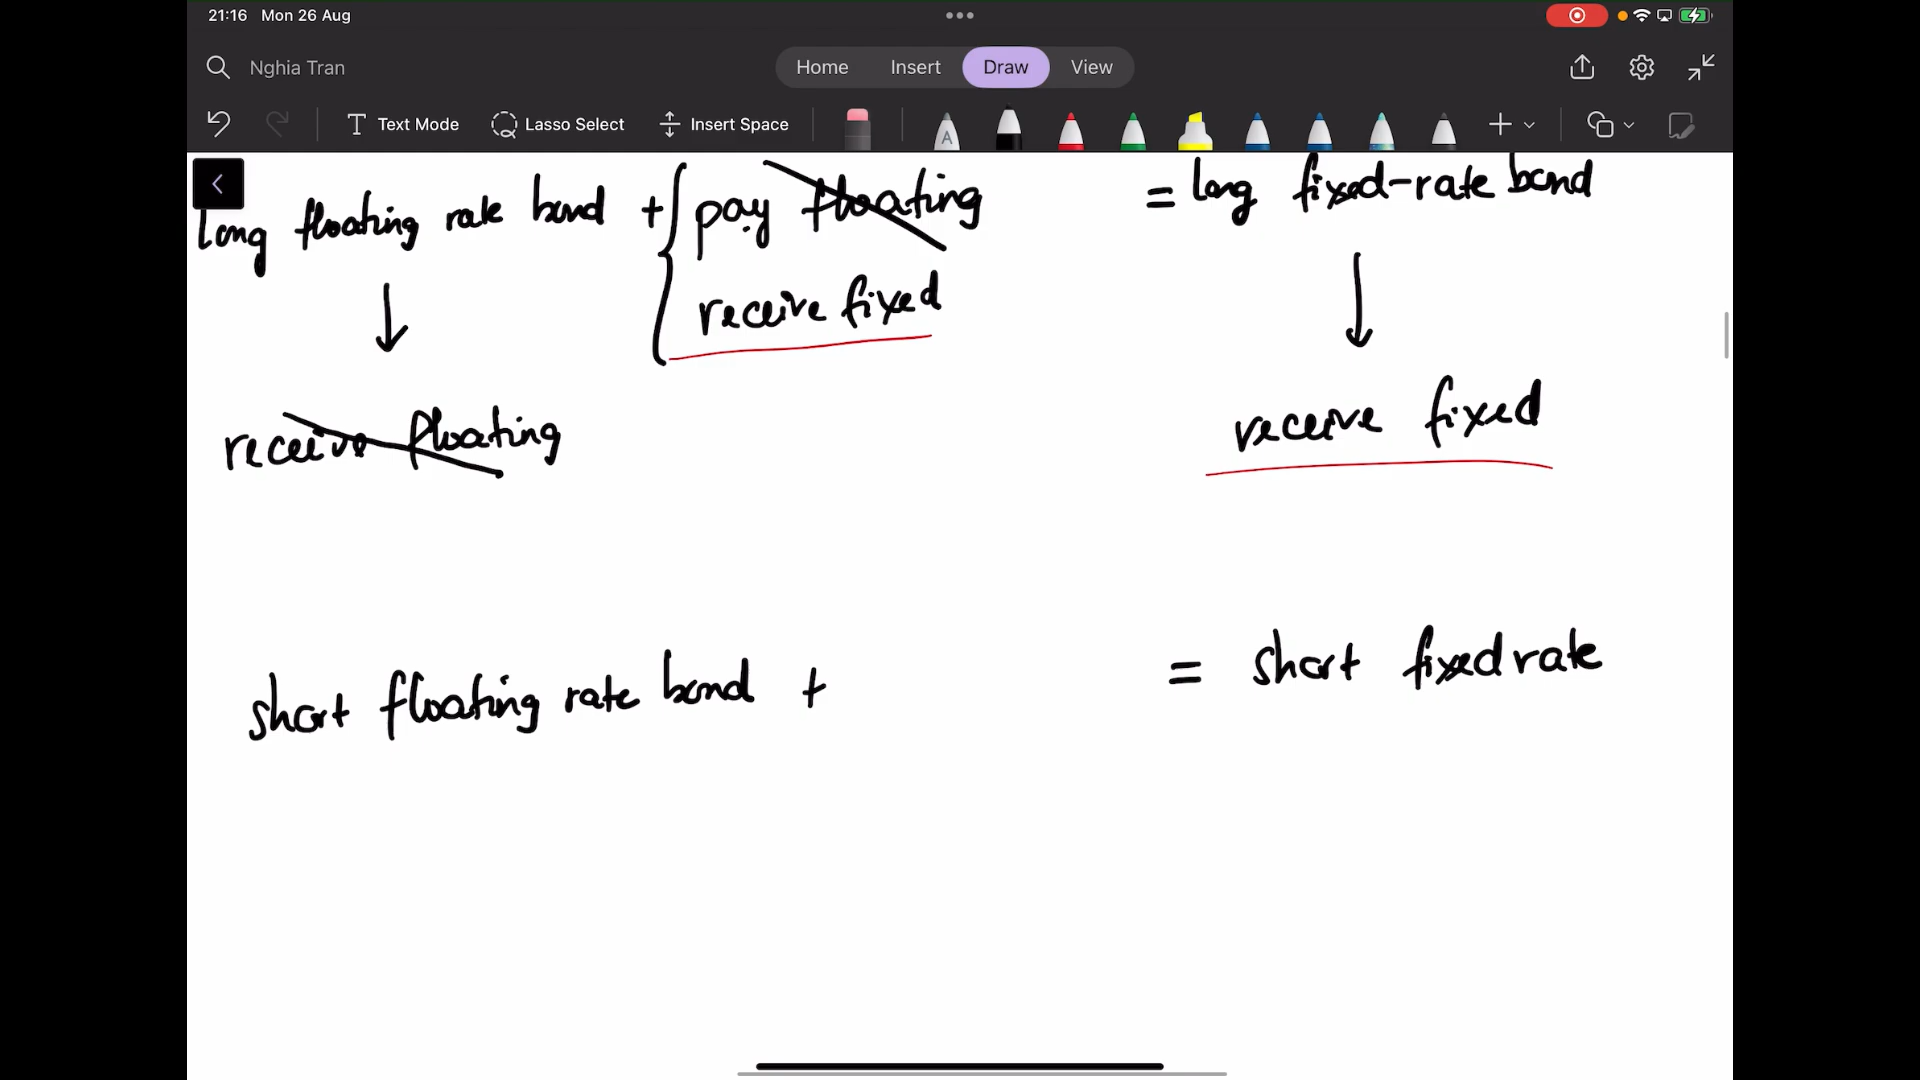 21:16 Mon 26 Aug
Nghia Tran
Home Insert Draw View
Text Mode Lasso Select Insert Space
A
long floating rate bond + { pay floating = long fixed-rate bond
receive fixed
receive floating receive fixed
short floating rate bond + = short fixed rate